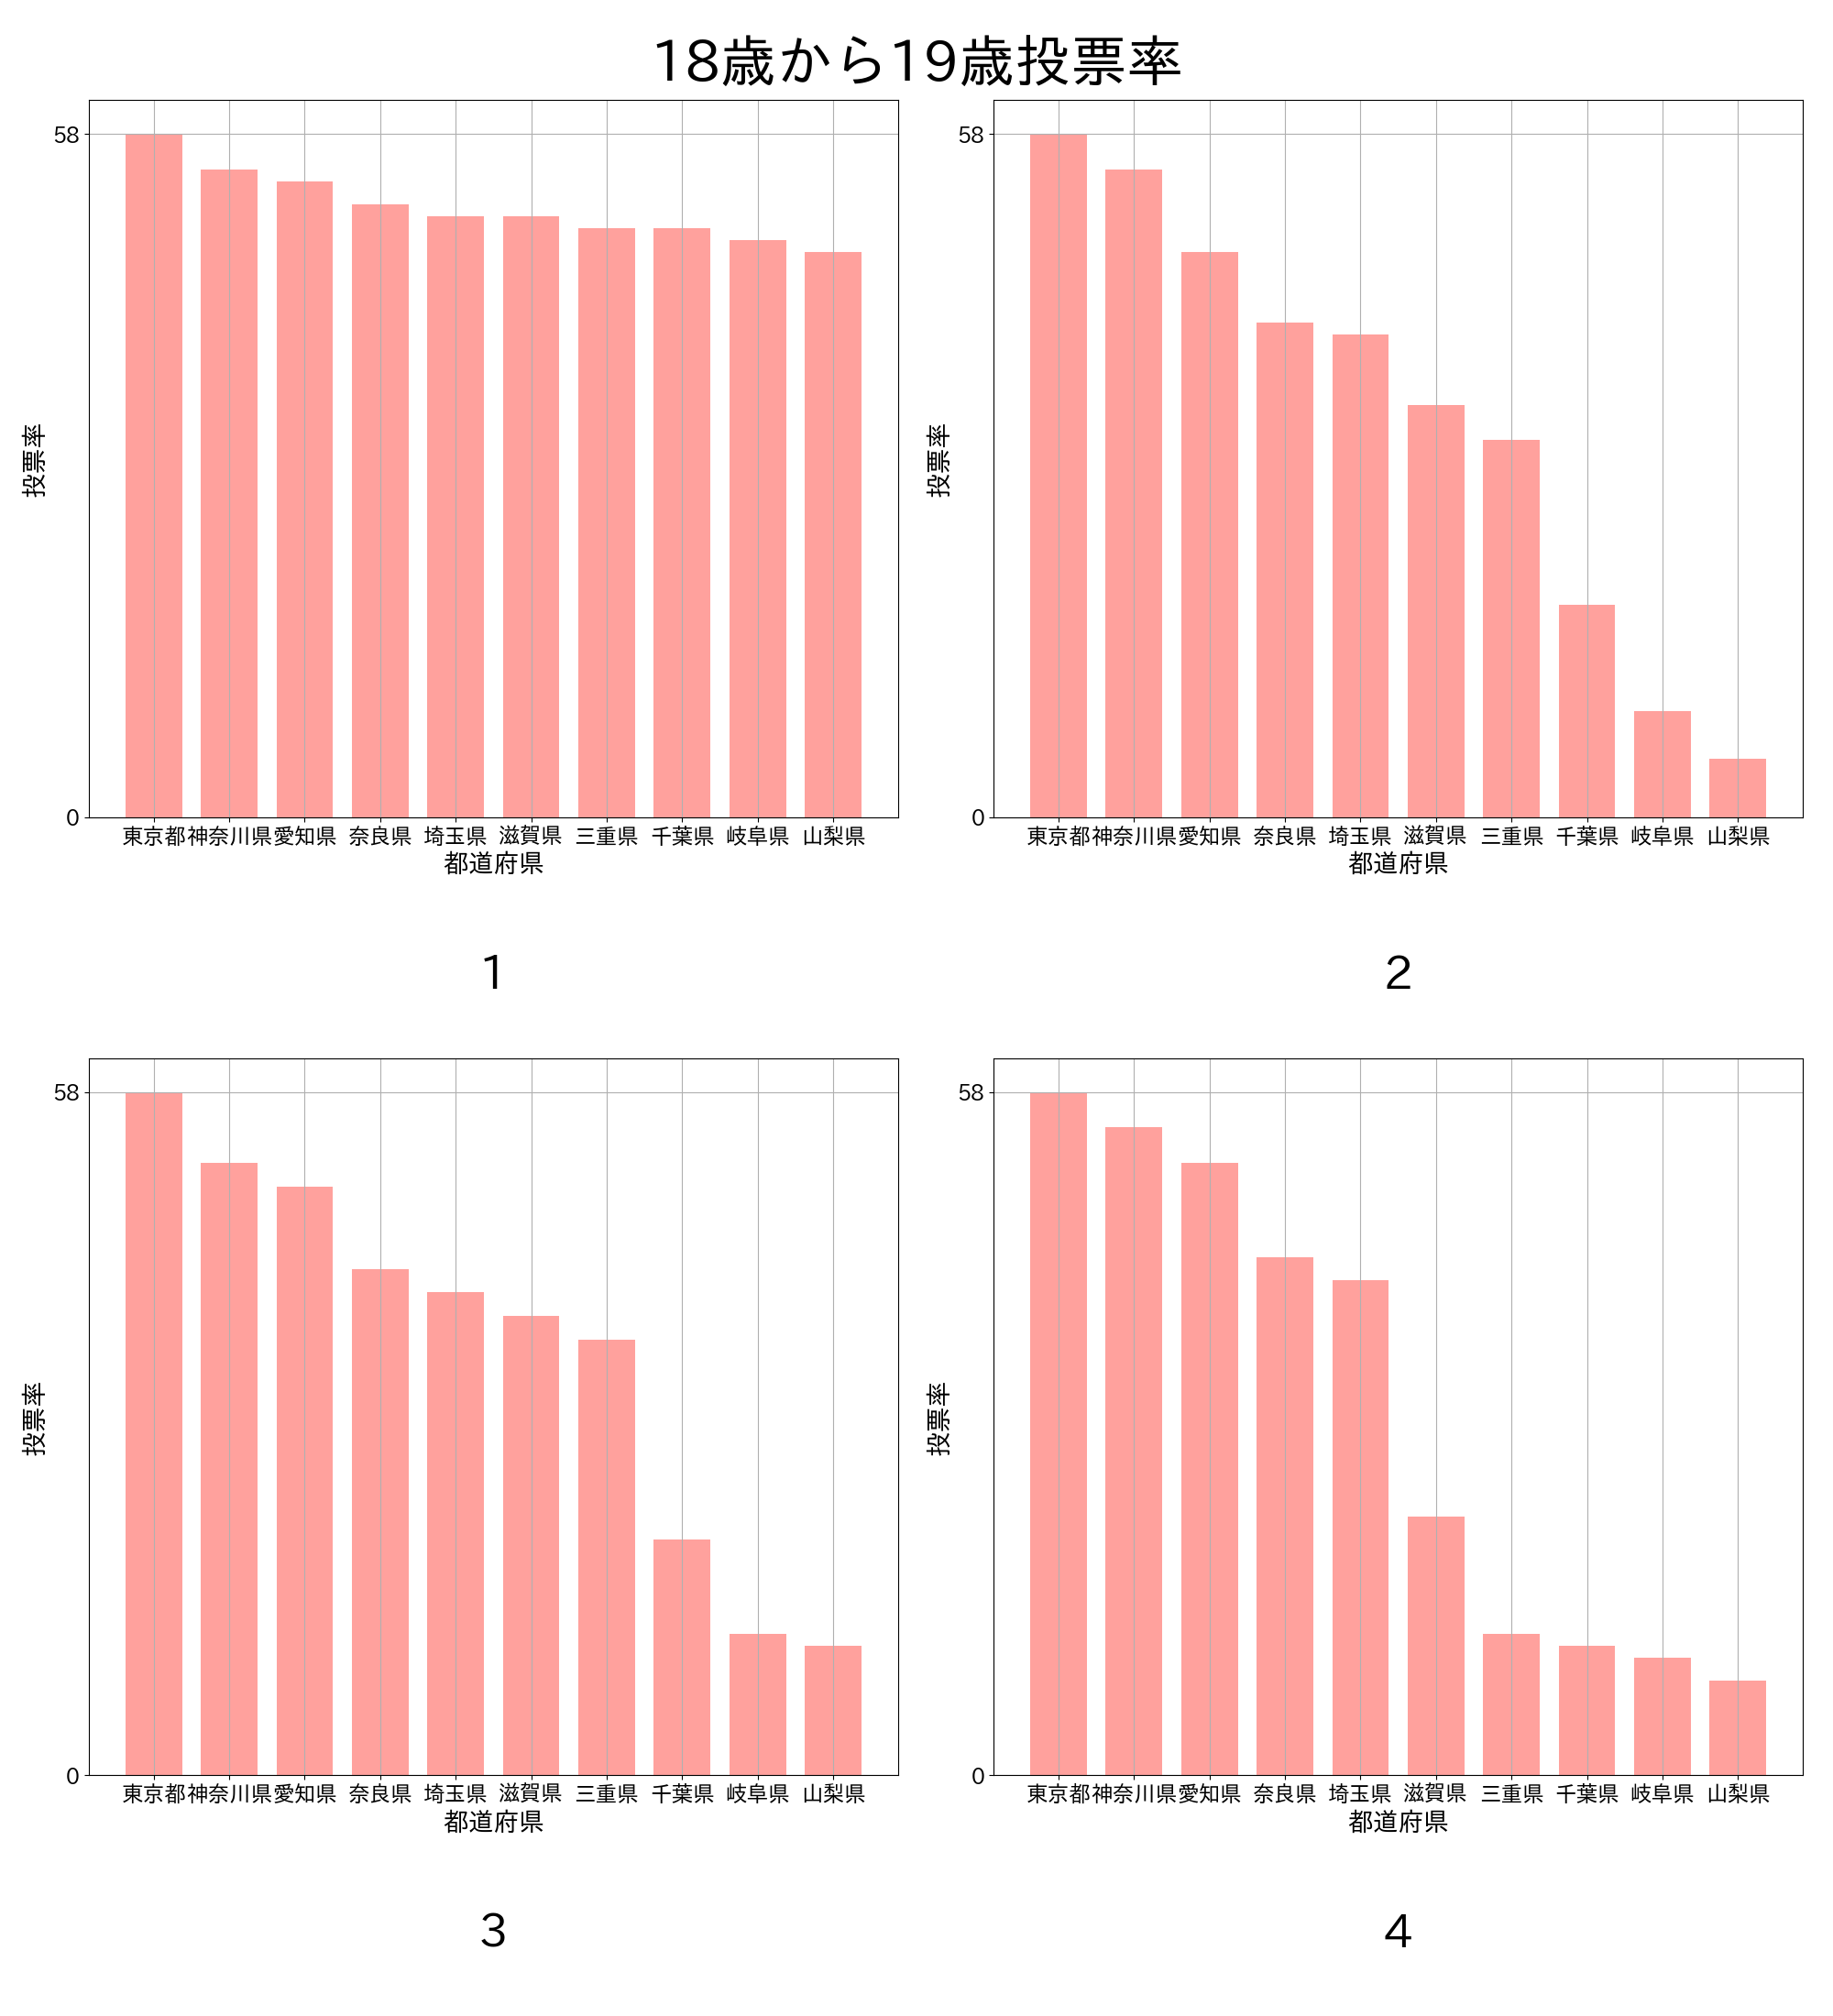 18歳から19歳投票率
58
0
投票率
東京都 神奈川県 愛知県 奈良県 埼玉県 滋賀県 三重県 千葉県 岐阜県 山梨県
都道府県
1
58
0
投票率
東京都 神奈川県 愛知県 奈良県 埼玉県 滋賀県 三重県 千葉県 岐阜県 山梨県
都道府県
2
58
0
投票率
東京都 神奈川県 愛知県 奈良県 埼玉県 滋賀県 三重県 千葉県 岐阜県 山梨県
都道府県
3
58
0
投票率
東京都 神奈川県 愛知県 奈良県 埼玉県 滋賀県 三重県 千葉県 岐阜県 山梨県
都道府県
4